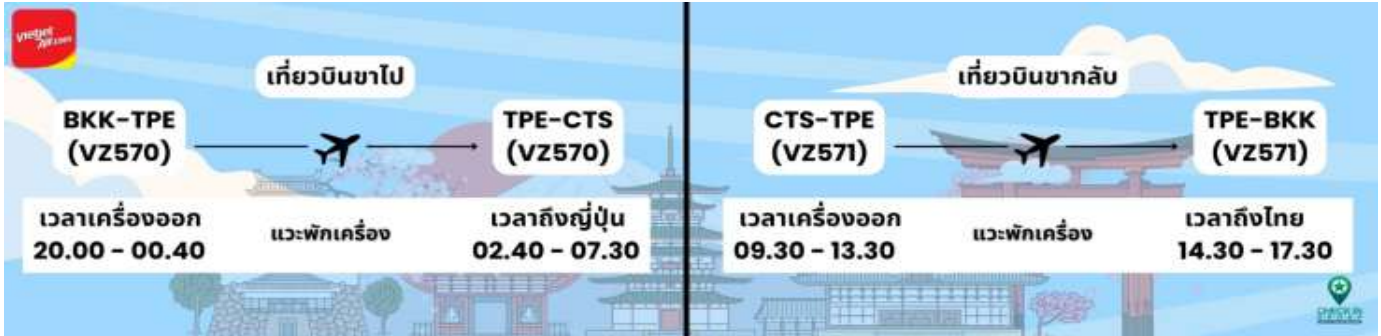 vietjet
Air.com
เที่ยวบินขาไป
BKK-TPE
(VZ570)
TPE-CTS
(VZ570)
เวลาเครื่องออก
20.00 - 00.40
แวะพักเครื่อง
เวลาถึงญี่ปุ่น
02.40 - 07.30
เที่ยวบินขากลับ
CTS-TPE
(VZ571)
TPE-BKK
(VZ571)
เวลาเครื่องออก
09.30 - 13.30
แวะพักเครื่อง
เวลาถึงไทย
14.30 - 17.30